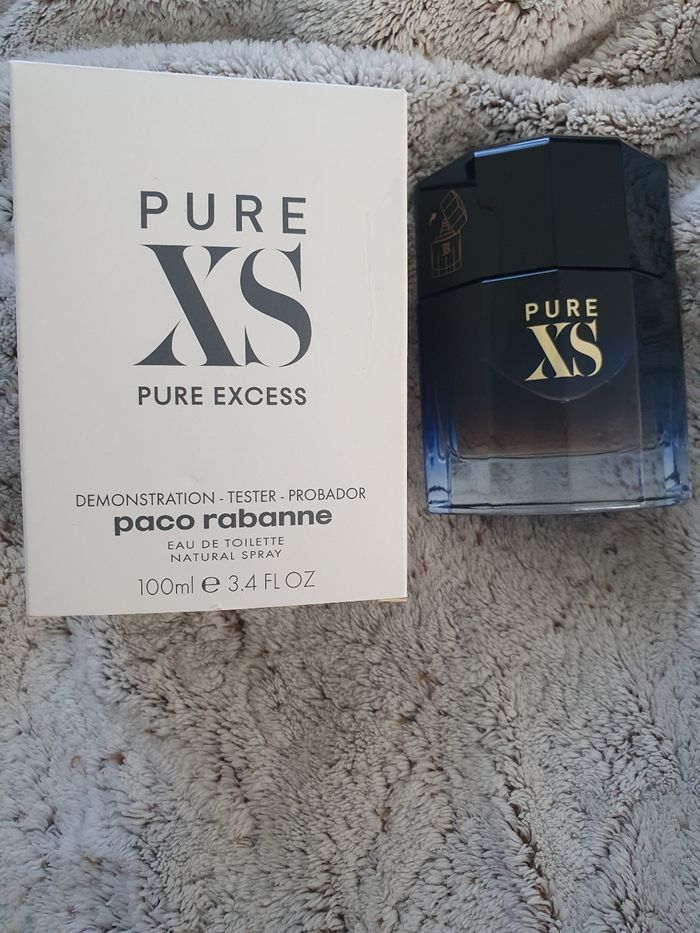 PURE
XS
PURE EXCESS
DEMONSTRATION - TESTER - PROBADOR
paco rabanne
EAU DE TOILETTE
NATURAL SPRAY
100ml e 3.4 FL OZ
PURE
XS